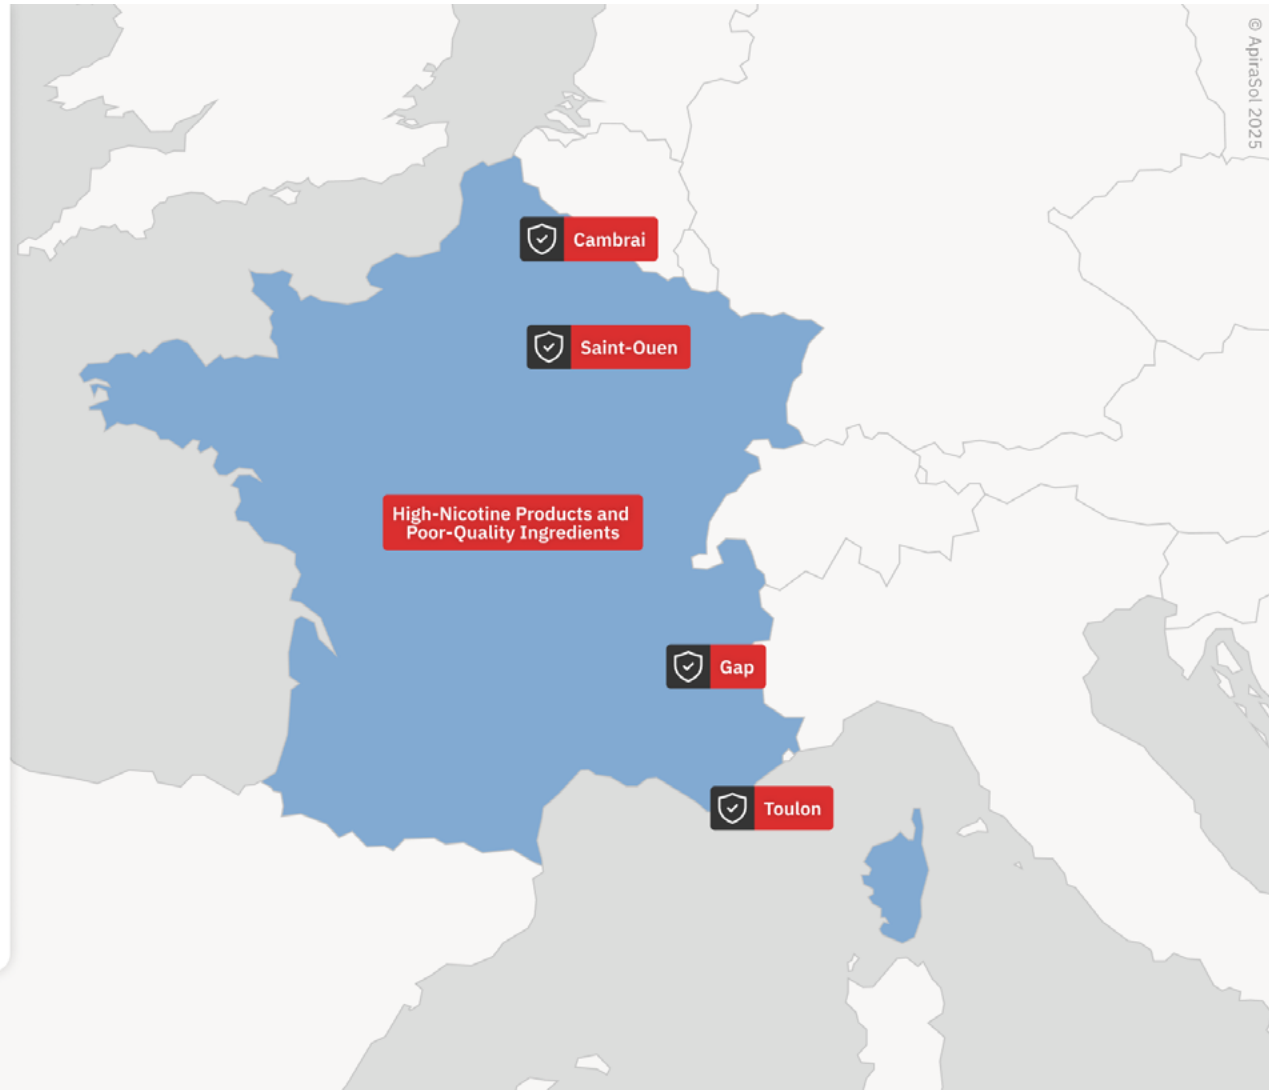 © ApiraSol 2025
Cambrai
Saint-Ouen
High-Nicotine Products and
Poor-Quality Ingredients
Gap
Toulon